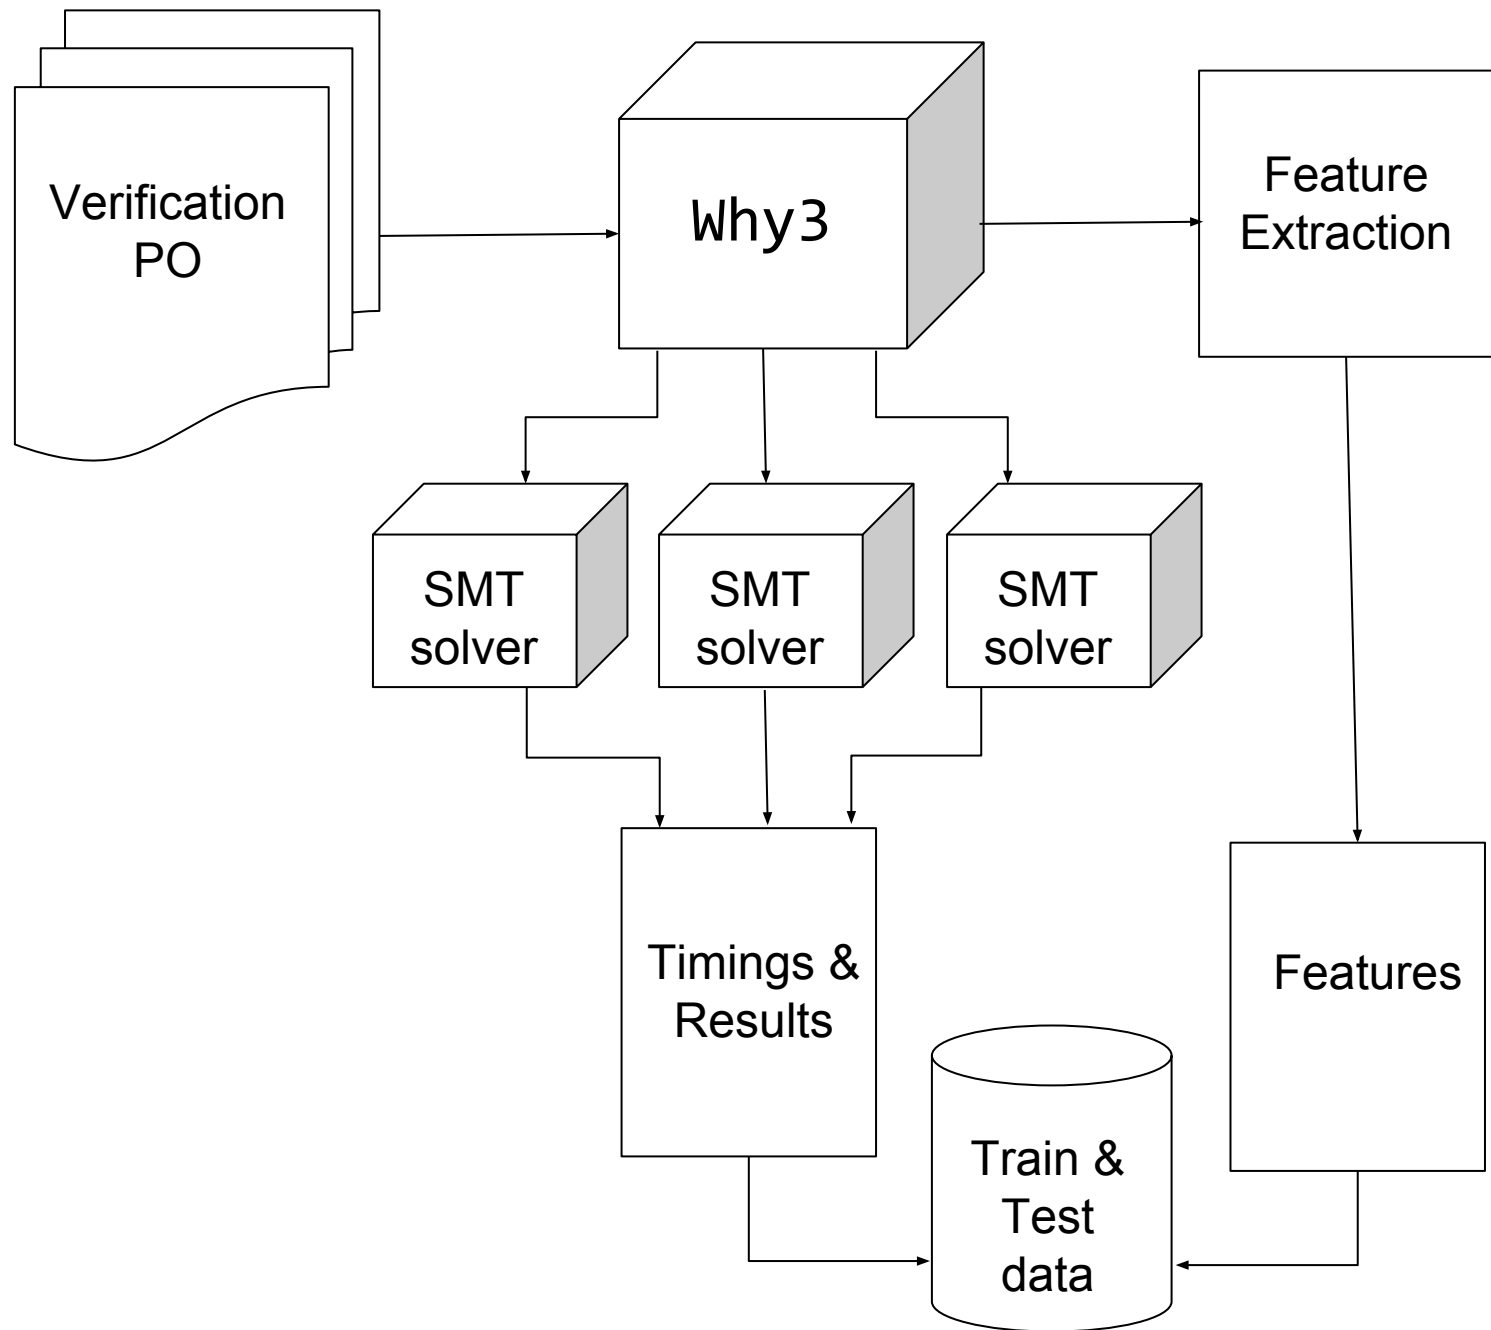 Verification
PO
Why3
Feature
Extraction
SMT
solver
SMT
solver
SMT
solver
Timings &
Results
Features
Train &
Test
data